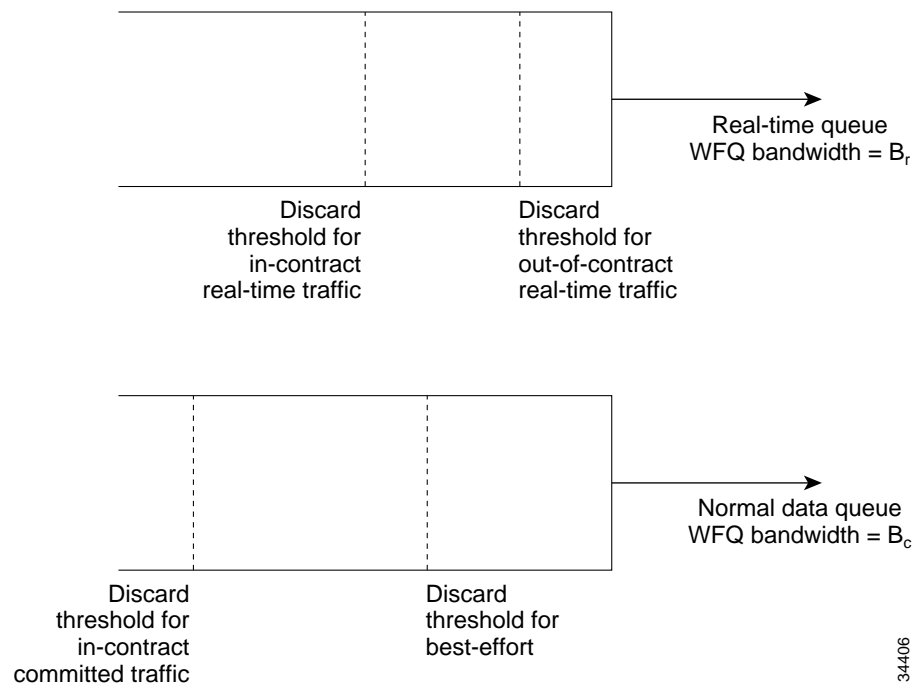 Real-time queue
WFQ bandwidth = Br
Discard
threshold for
in-contract
real-time traffic
Discard
threshold for
out-of-contract
real-time traffic
Normal data queue
WFQ bandwidth = Bc
Discard
threshold for
in-contract
committed traffic
Discard
threshold for
best-effort
34406